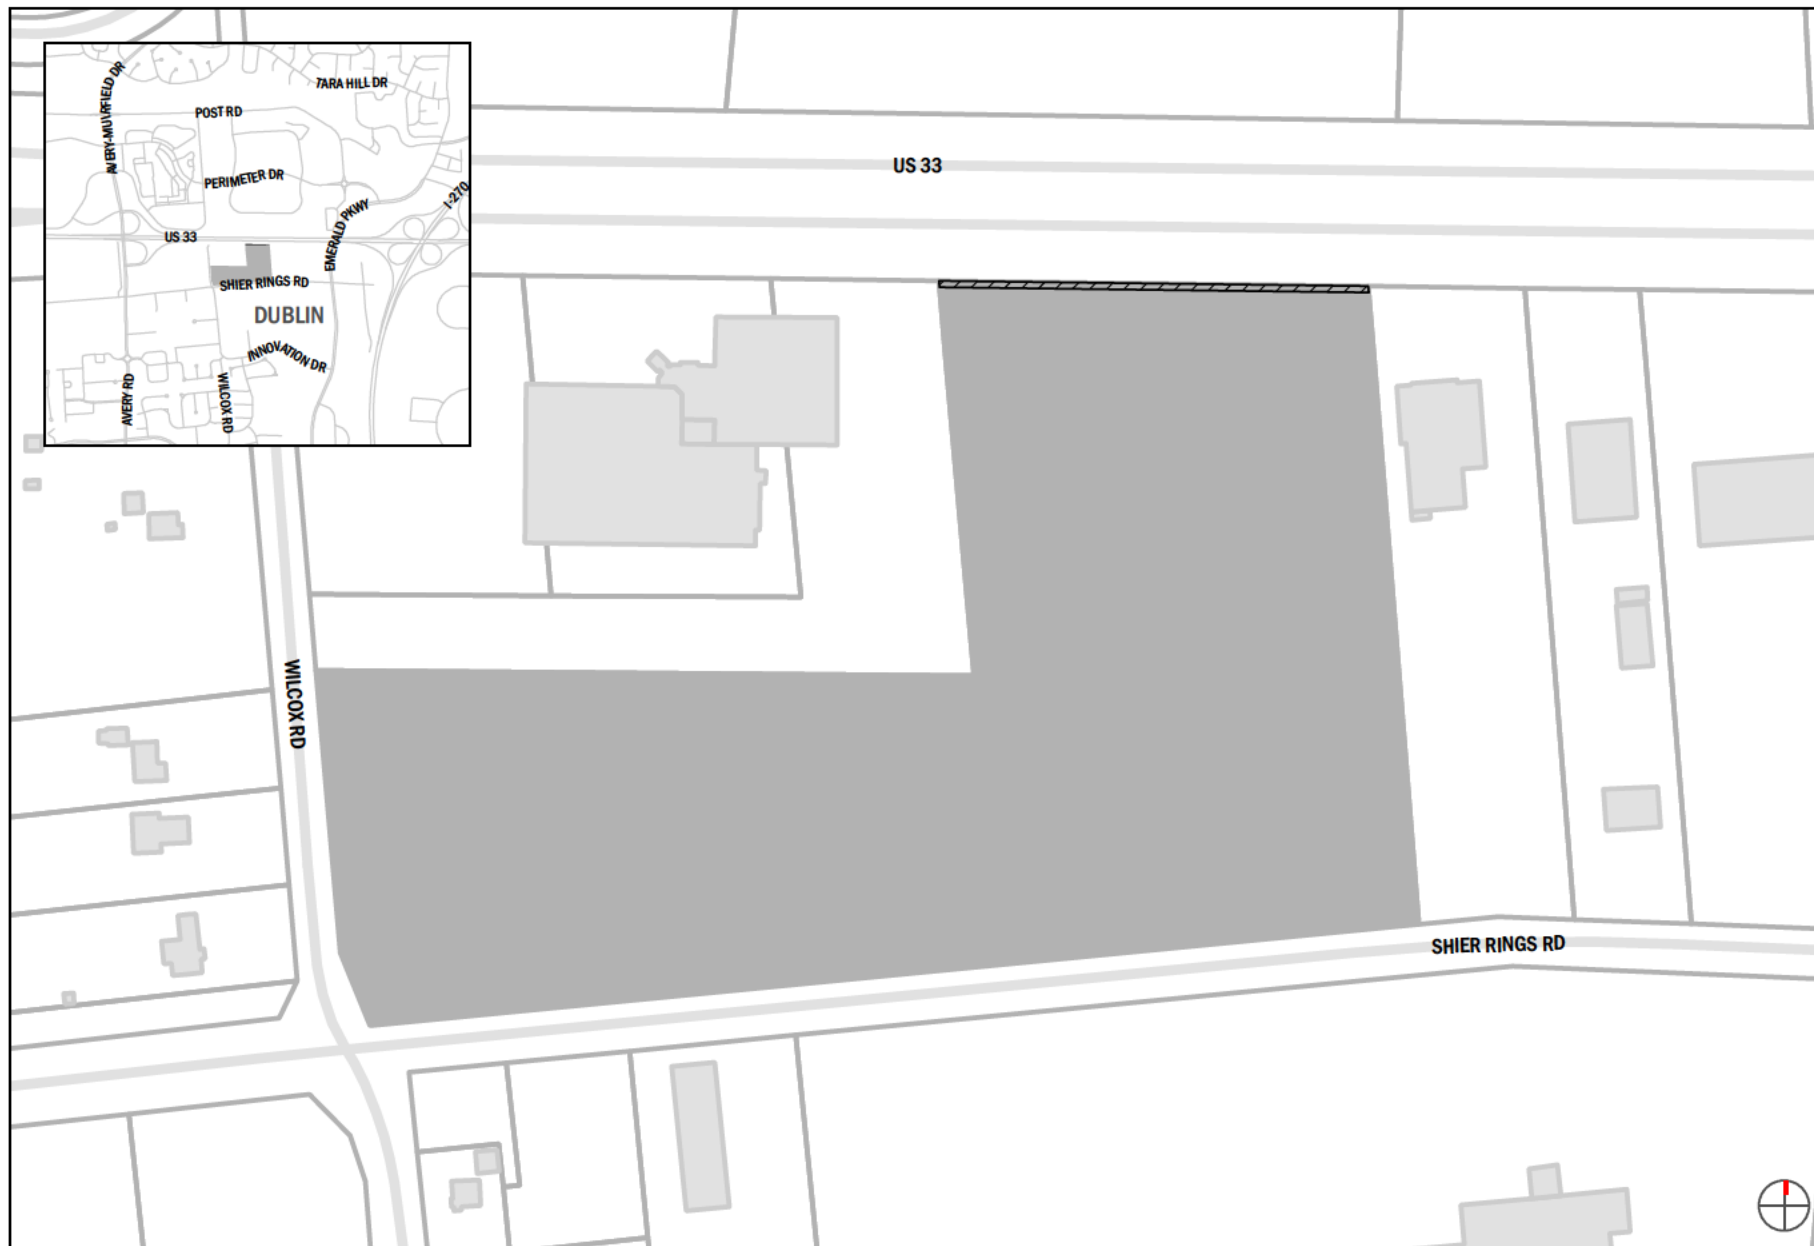 AVERY-MUIRFIELD DR
TARA HILL DR
POST RD
PERIMETER DR
I-270
EMERALD PKWY
US 33
SHIER RINGS RD
DUBLIN
INNOVATION DR
AVERY RD
WILCOX RD
US 33
WILCOX RD
SHIER RINGS RD